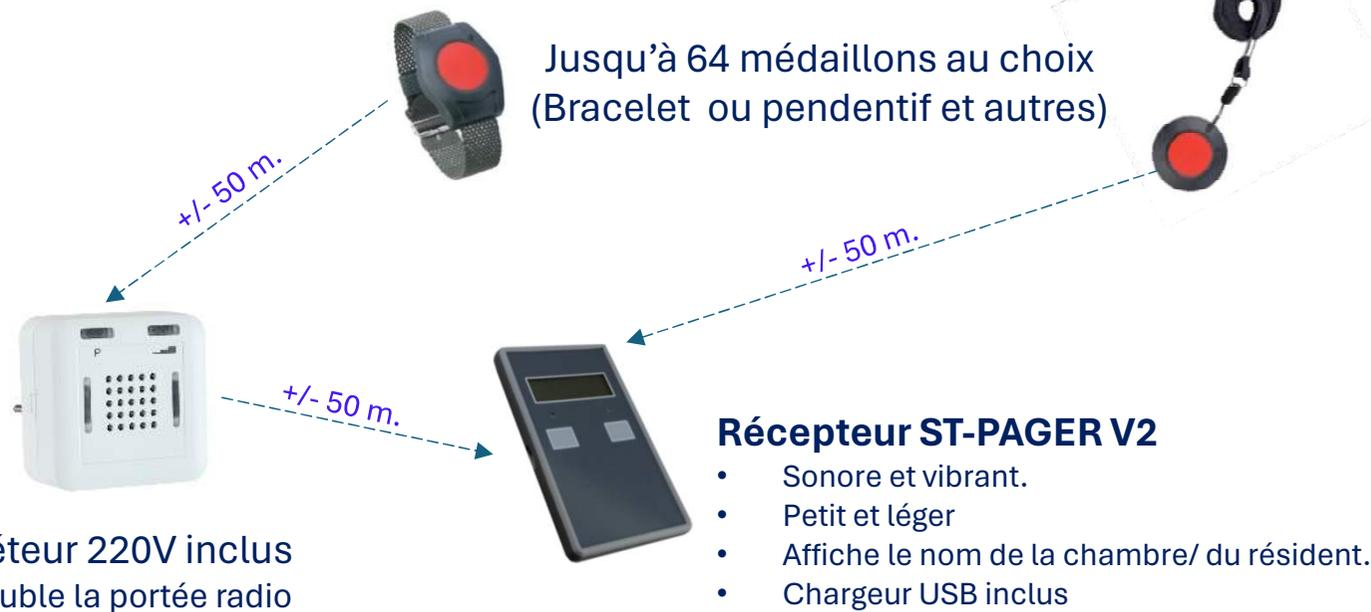 Jusqu’à 64 médaillons au choix
(Bracelet ou pendentif et autres)
+/- 50 m.
+/- 50 m.
+/- 50 m.
Récepteur ST-PAGER V2
• Sonore et vibrant.
• Petit et léger
• Affiche le nom de la chambre/ du résident.
• Chargeur USB inclus
220V inclus
la portée radio